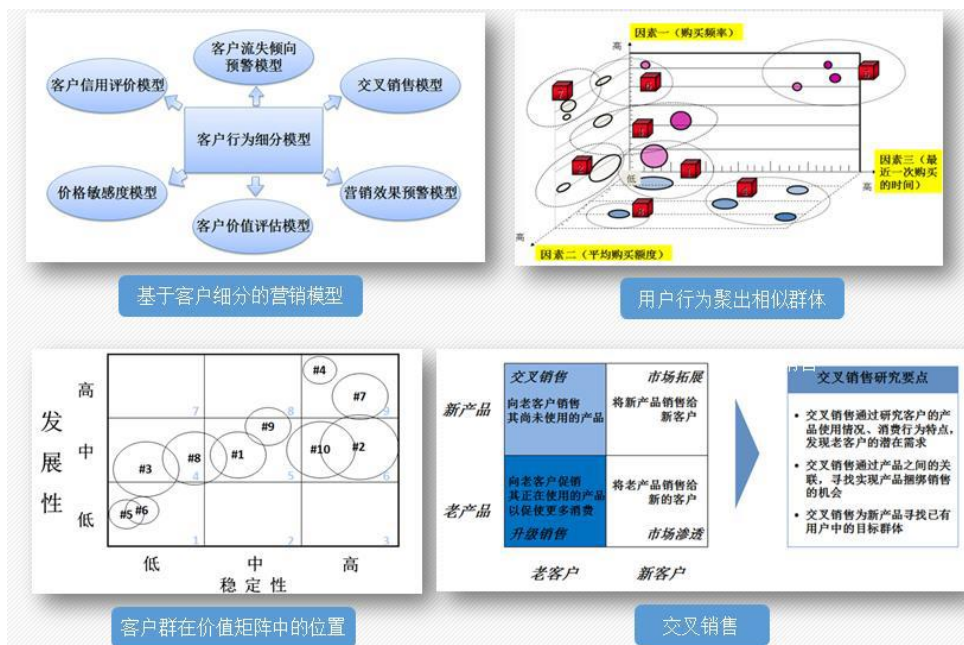 客户流失倾向
预警模型
客户信用评价模型
交叉销售模型
客户行为细分模型
价格敏感度模型
营销效果预警模型
客户价值评估模型
基于客户细分的营销模型
因素一（购买频率）
高
因素三（最
近一次购买
的时间）
低
高
高
因素二（平均购买额度）
用户行为聚出相似群体
发展性
高
中
低
#4
#7
#9
#3
#8
#1
#10
#2
#5
#6
7
8
9
4
5
6
1
2
3
低
中
高
稳定性
客户群在价值矩阵中的位置
新产品
老产品
交叉销售
向老客户销售
其尚未使用的产品
市场拓展
将新产品销售给
新客户
向老客户促销
其正在使用的产品
以促使更多消费
升级销售
将老产品销售给
新的客户
市场渗透
老客户
新客户
交叉销售研究要点
• 交叉销售通过研究客户的产
品使用情况、消费行为特点，
发现老客户的潜在需求
• 交叉销售通过产品之间的关
联，寻找实现产品捆绑销售
的机会
• 交叉销售为新产品寻找已有
用户中的目标群体
交叉销售